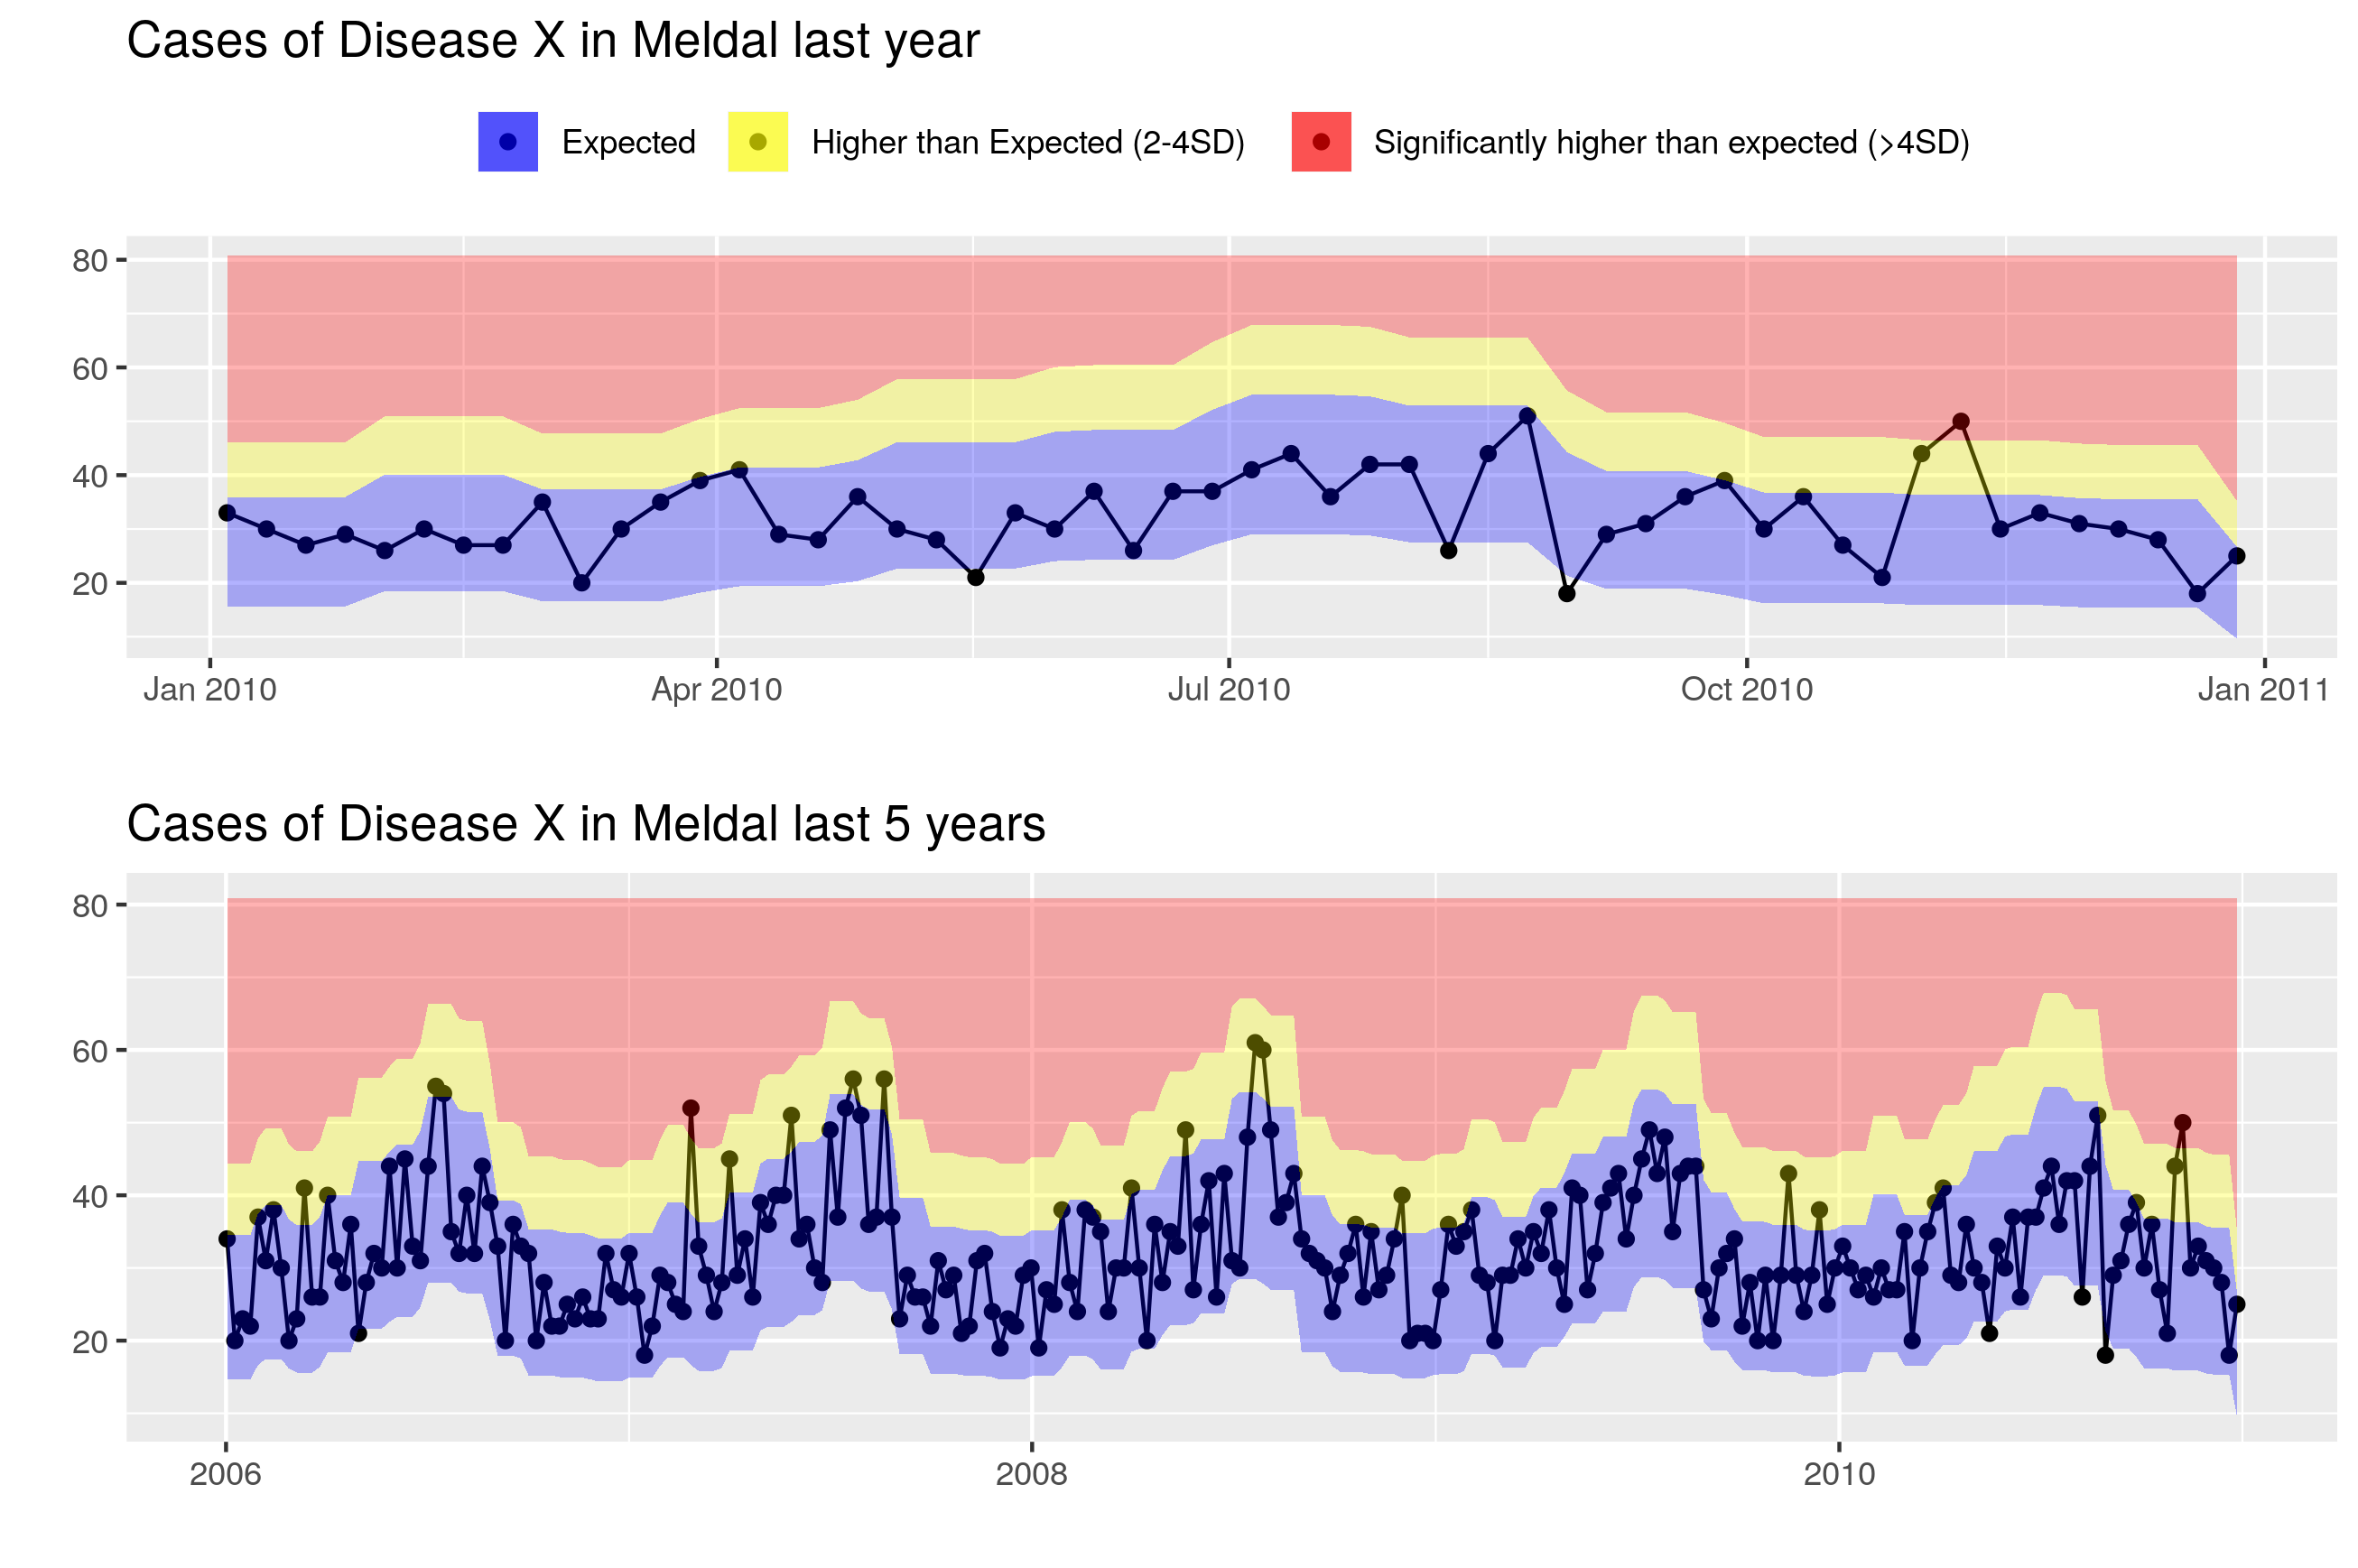 Cases of Disease X in Meldal last year
Expected Higher than Expected (2-4SD) Significantly higher than expected (>4SD)
80
60
40
20
Jan 2010 Apr 2010 Jul 2010 Oct 2010 Jan 2011
Cases of Disease X in Meldal last 5 years
80
60
40
20
2006 2008 2010